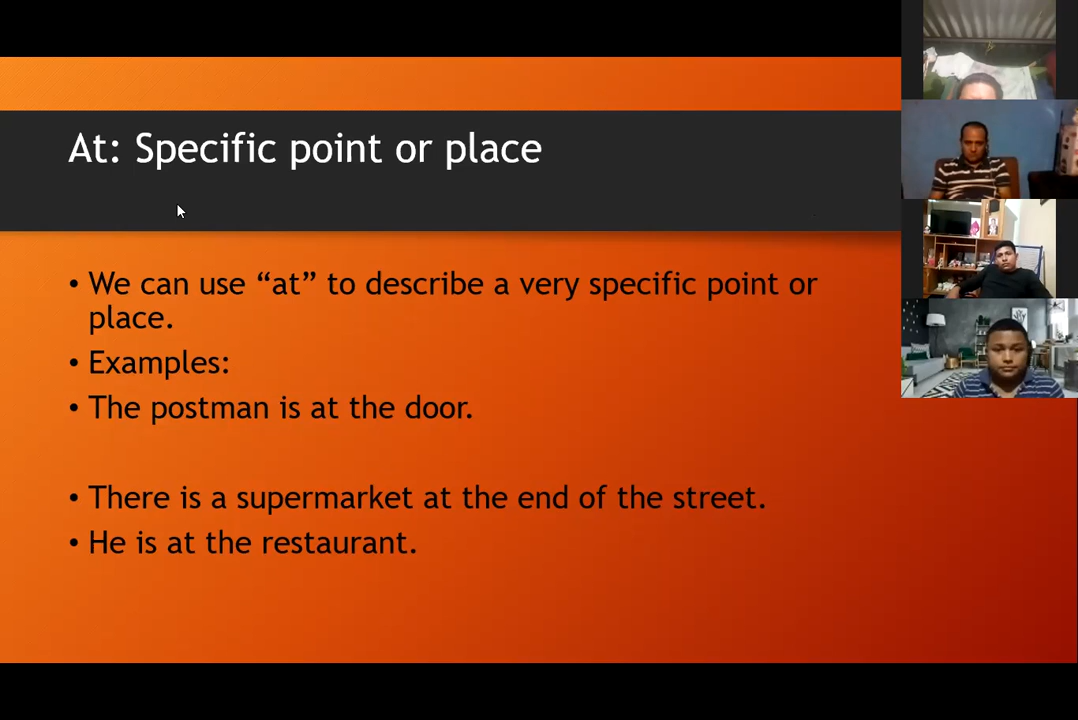 At: Specific point or place
• We can use “at” to describe a very specific point or
place.
• Examples:
• The postman is at the door.
• There is a supermarket at the end of the street.
• He is at the restaurant.